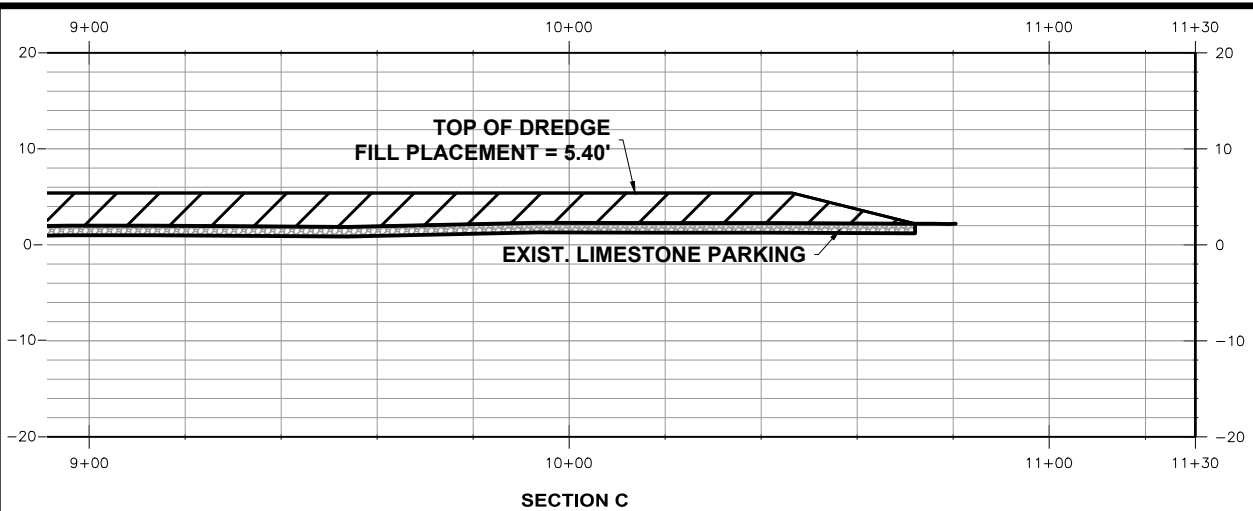 9+00 10+00 11+00 11+30
20 20
TOP OF DREDGE
FILL PLACEMENT = 5.40'
10 10
0 0
EXIST. LIMESTONE PARKING
-10 -10
-20 -20
9+00 10+00 11+00 11+30
SECTION C